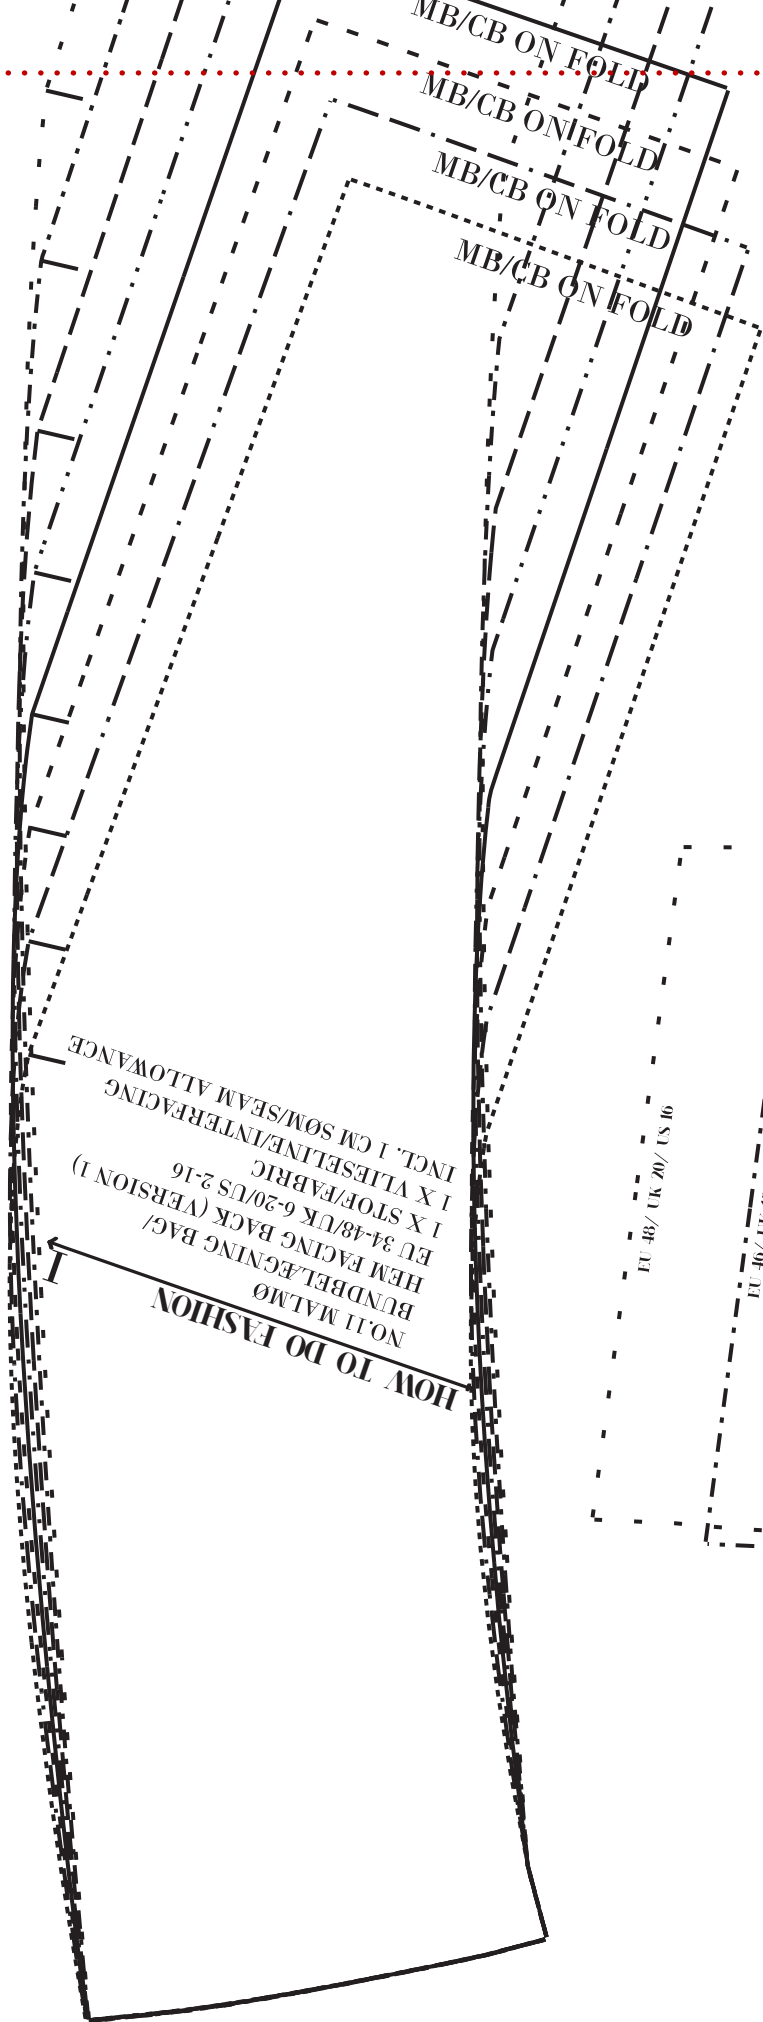 MB/CB ON FOLD
MB/CB ON FOLD
MB/CB ON FOLD
MB/CB ON FOLD
HOW TO DO FASHION
NO.11 MALMØ
BUNDBELÆGNING BAG/
HEM FACING BACK (VERSION 1)
EU 34-48/UK 6-20/US 2-16
1 X STOF/FABRIC
1 X VLIESELINE/INTERFACING
INCL. 1 CM SØM/SEAM ALLOWANCE
EU 48/ UK 20/ US 16
EU 46/